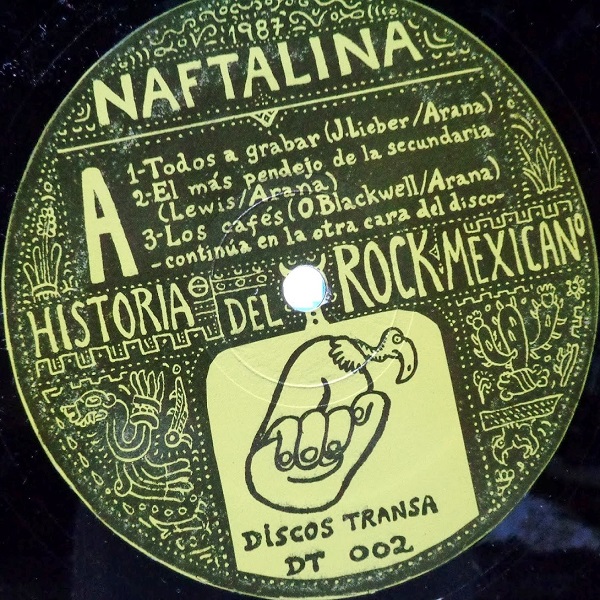 1987
NAFTALINA
A
1-Todos a grabar (J.Lieber/Arana)
2-El más pendejo de la secundaria
(Lewis/Arana)
3-Los cafés (O.Blackwell/Arana)
-continúa en la otra cara del disco-
HISTORIA DEL ROCK MEXICANO
DISCOS TRANSA
DT 002